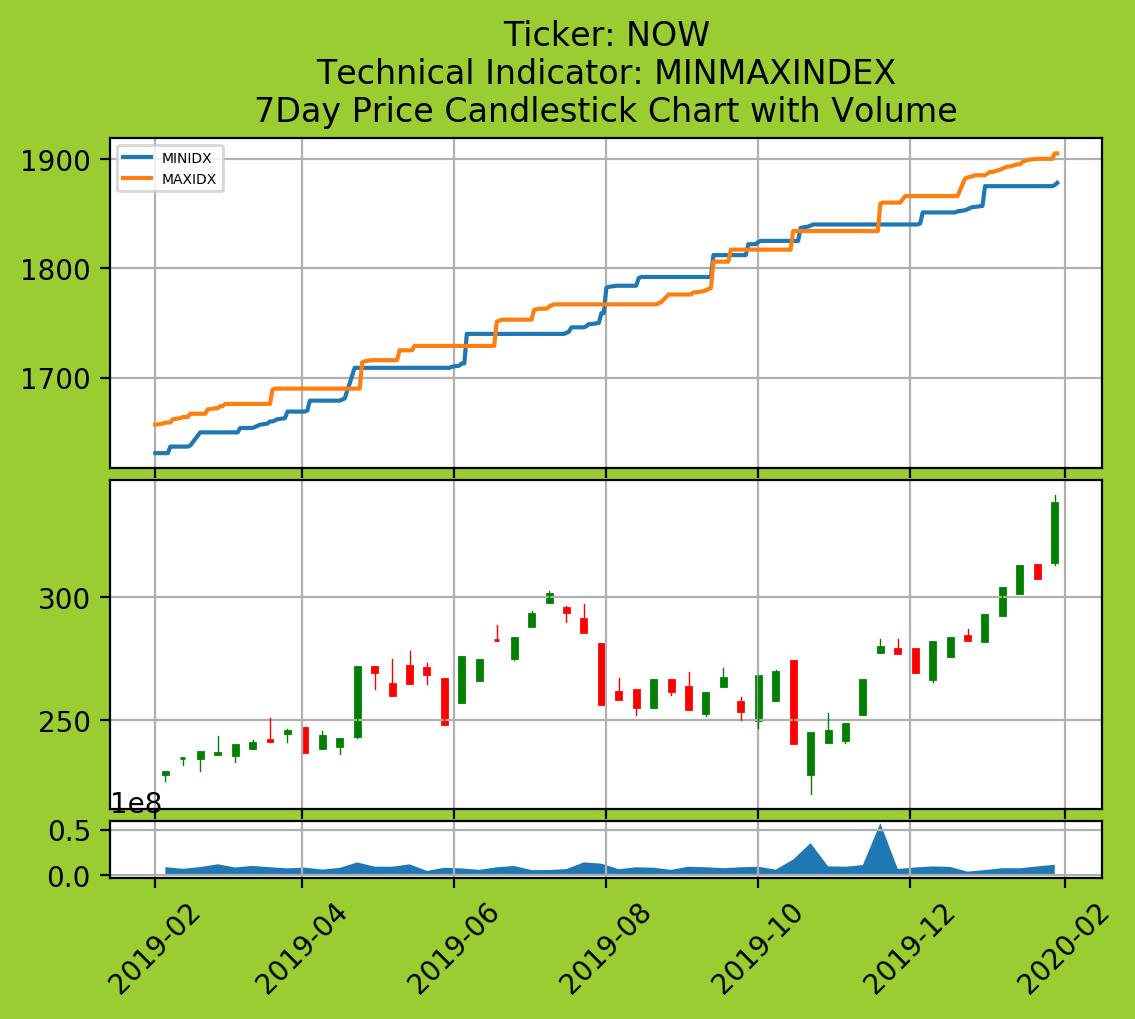 Ticker: NOW
Technical Indicator: MINMAXINDEX
7Day Price Candlestick Chart with Volume
MINIDX
MAXIDX
1900
1800
1700
300
250
1e8
0.5
0.0
2019-02
2019-04
2019-06
2019-08
2019-10
2019-12
2020-02